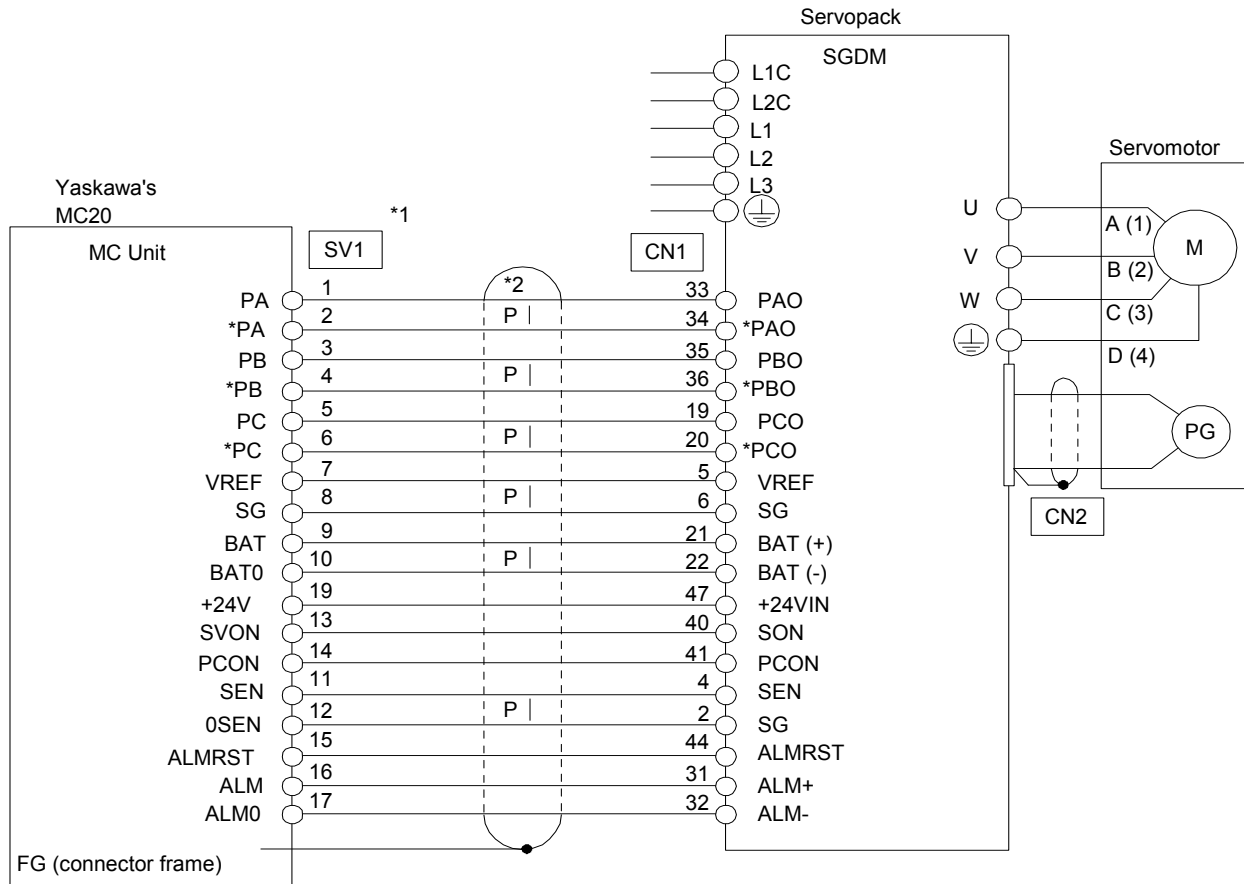 Servopack
SGDM
L1C
L2C
L1
L2
L3
Servomotor
Yaskawa's
MC20
*1
MC Unit
SV1
CN1
U
V
W
A (1)
B (2)
C (3)
D (4)
M
PG
CN2
*2
PA 1 33 PAO
P
*PA 2 34 *PAO
PB 3 35 PBO
P
*PB 4 36 *PBO
PC 5 19 PCO
P
*PC 6 20 *PCO
VREF 7 5 VREF
P
SG 8 6 SG
BAT 9 21 BAT (+)
P
BAT0 10 22 BAT (-)
+24V 19 47 +24VIN
SVON 13 40 SON
PCON 14 41 PCON
SEN 11 4 SEN
P
0SEN 12 2 SG
ALMRST 15 44 ALMRST
ALM 16 31 ALM+
ALM0 17 32 ALM-
FG (connector frame)